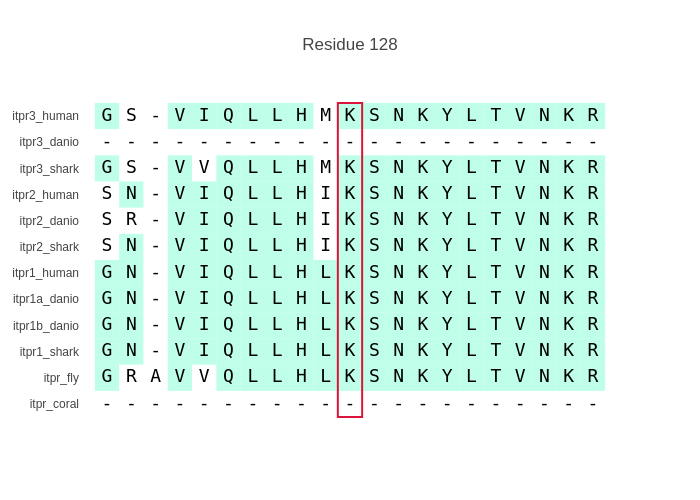 Residue 128
itpr3_human G S - V I Q L L H M K S N K Y L T V N K R
itpr3_danio - - - - - - - - - - - - - - - - - - - - -
itpr3_shark G S - V V Q L L H M K S N K Y L T V N K R
itpr2_human S N - V I Q L L H I K S N K Y L T V N K R
itpr2_danio S R - V I Q L L H I K S N K Y L T V N K R
itpr2_shark S N - V I Q L L H I K S N K Y L T V N K R
itpr1_human G N - V I Q L L H L K S N K Y L T V N K R
itpr1a_danio G N - V I Q L L H L K S N K Y L T V N K R
itpr1b_danio G N - V I Q L L H L K S N K Y L T V N K R
itpr1_shark G N - V I Q L L H L K S N K Y L T V N K R
itpr_fly G R A V V Q L L H L K S N K Y L T V N K R
itpr_coral - - - - - - - - - - - - - - - - - - - - -